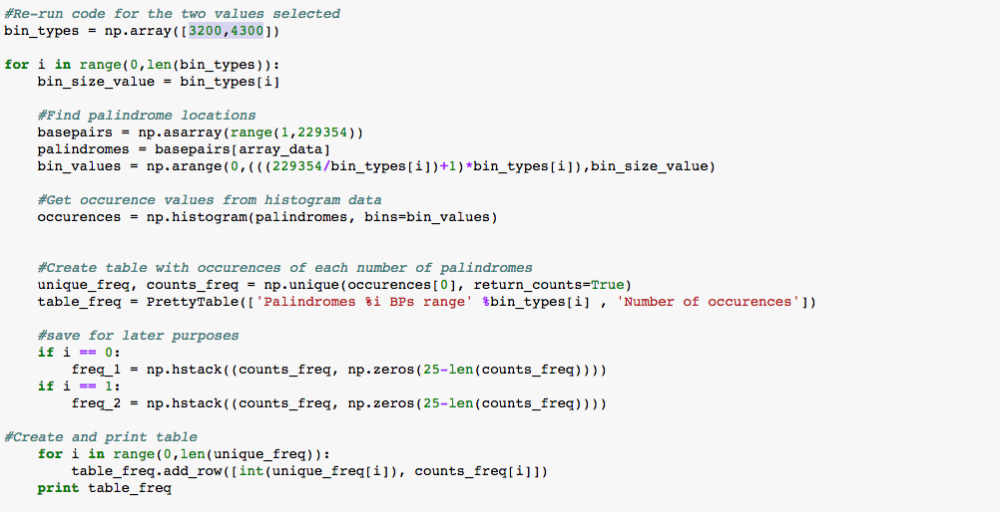 #Re-run code for the two values selected
bin_types = np.array([3200,4300])
for i in range(0,len(bin_types)):
bin_size_value = bin_types[i]
#Find palindrome locations
basepairs = np.asarray(range(1,229354))
palindromes = basepairs[array_data]
bin_values = np.arange(0,(((229354/bin_types[i])+1)*bin_types[i]),bin_size_value)
#Get occurence values from histogram data
occurences = np.histogram(palindromes, bins=bin_values)
#Create table with occurences of each number of palindromes
unique_freq, counts_freq = np.unique(occurences[0], return_counts=True)
table_freq = PrettyTable(['Palindromes %i BPs range' %bin_types[i] , 'Number of occurences'])
#save for later purposes
if i == 0:
freq_1 = np.hstack((counts_freq, np.zeros(25-len(counts_freq))))
if i == 1:
freq_2 = np.hstack((counts_freq, np.zeros(25-len(counts_freq))))
#Create and print table
for i in range(0,len(unique_freq)):
table_freq.add_row([int(unique_freq[i]), counts_freq[i]])
print table_freq